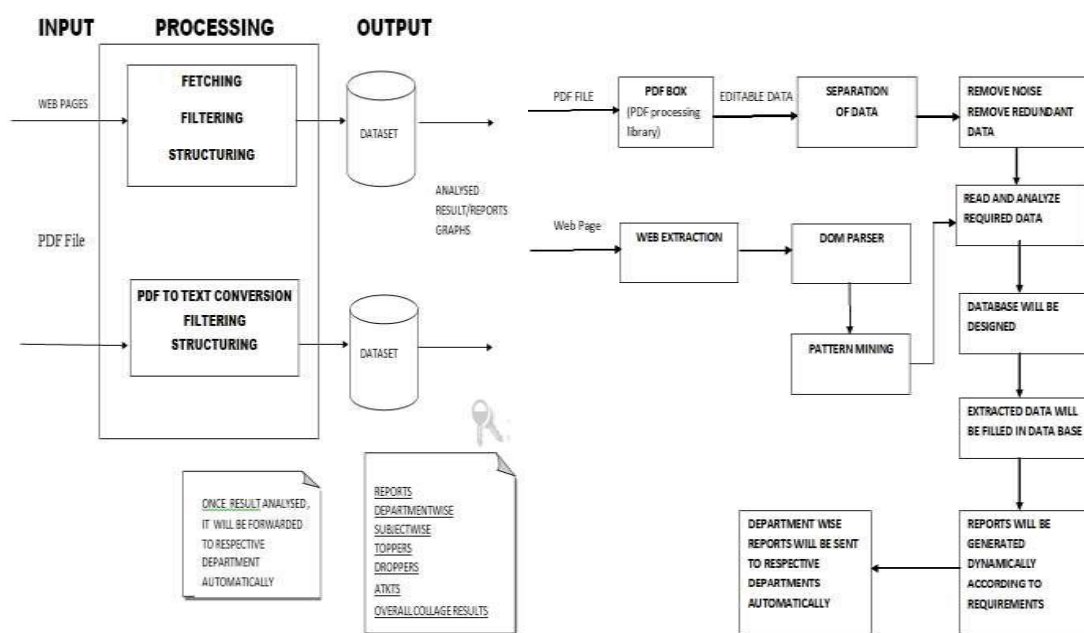 INPUT
PROCESSING
OUTPUT
WEB PAGES
FETCHING
FILTERING
STRUCTURING
DATASET
ANALYSED
RESULT/REPORTS
GRAPHS
PDF File
PDF TO TEXT CONVERSION
FILTERING
STRUCTURING
DATASET
ONCE RESULT ANALYSED,
IT WILL BE FORWARDED
TO RESPECTIVE
DEPARTMENT
AUTOMATICALLY
REPORTS
DEPARTMENTWISE
SUBJECTWISE
TOPPERS
DROPPERS
ATKTS
OVERALL COLLAGE RESULTS
PDF FILE
PDF BOX
(PDF processing
library)
EDITABLE DATA
SEPARATION
OF DATA
REMOVE NOISE
REMOVE REDUNDANT
DATA
READ AND ANALYZE
REQUIRED DATA
Web Page
WEB EXTRACTION
DOM PARSER
PATTERN MINING
DATABASE WILL BE
DESIGNED
EXTRACTED DATA WILL
BE FILLED IN DATA BASE
REPORTS WILL BE
GENERATED
DYNAMICALLY
ACCORDING TO
REQUIREMENTS
DEPARTMENT WISE
REPORTS WILL BE SENT
TO RESPECTIVE
DEPARTMENTS
AUTOMATICALLY